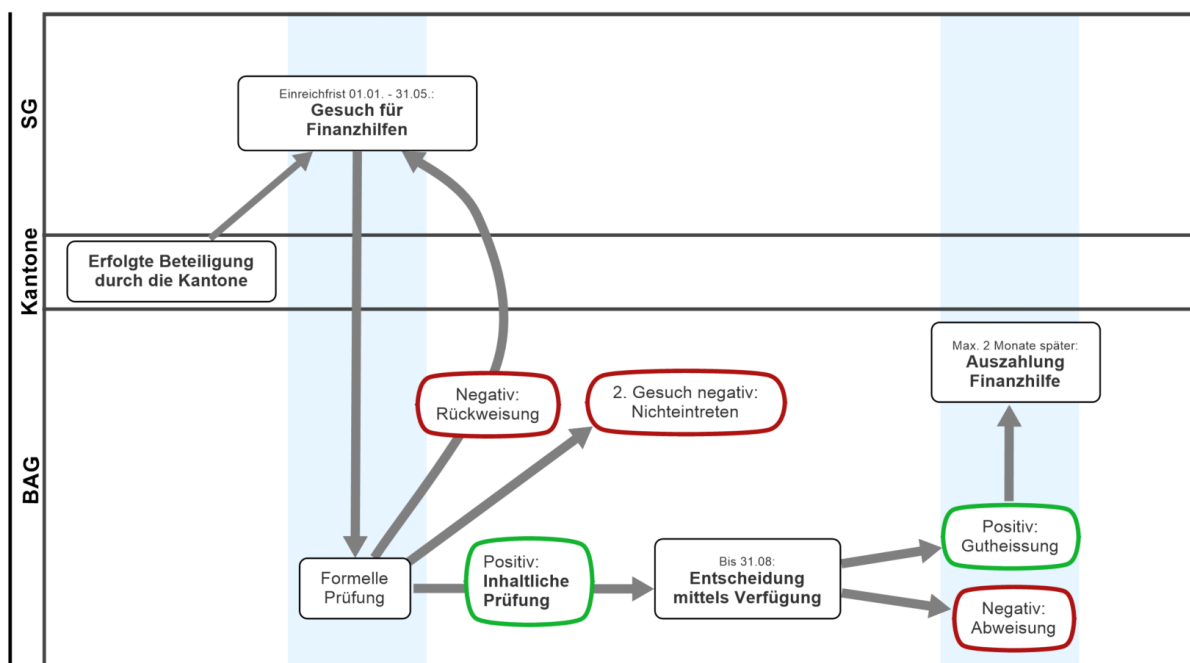 SG
Einreichfrist 01.01. - 31.05.:
Gesuch für
Finanzhilfen
Kantone
Erfolgte Beteiligung
durch die Kantone
BAG
Max. 2 Monate später:
Auszahlung
Finanzhilfe
Negativ:
Rückweisung
2. Gesuch negativ:
Nichteintreten
Formelle
Prüfung
Positiv:
Inhaltliche
Prüfung
Bis 31.08:
Entscheidung
mittels Verfügung
Positiv:
Gutheissung
Negativ:
Abweisung